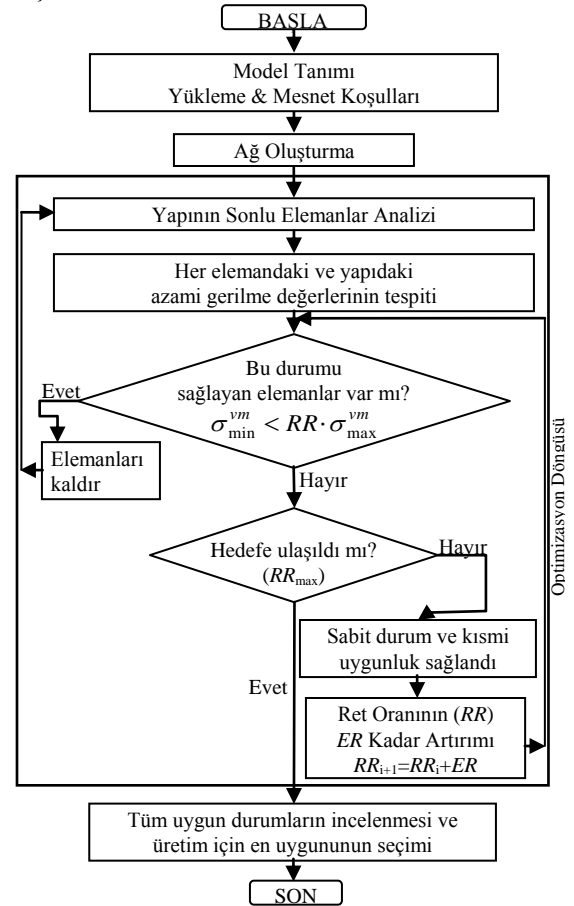 BAŞLA
Model Tanımı
Yükleme & Mesnet Koşulları
Ağ Oluşturma
Yapının Sonlu Elemanlar Analizi
Her elemandaki ve yapıdaki
azami gerilme değerlerinin tespiti
Bu durumu
sağlayan elemanlar var mı?
σ_min^vm < RR · σ_max^vm
Evet
Elemanları
kaldır
Hayır
Hedefe ulaşıldı mı?
(RR_max)
Hayır
Sabit durum ve kısmi
uygunluk sağlandı
Evet
Ret Oranının (RR)
ER Kadar Artırımı
RR_i+1=RR_i+ER
Optimizasyon Döngüsü
Tüm uygun durumların incelenmesi ve
üretim için en uygununun seçimi
SON